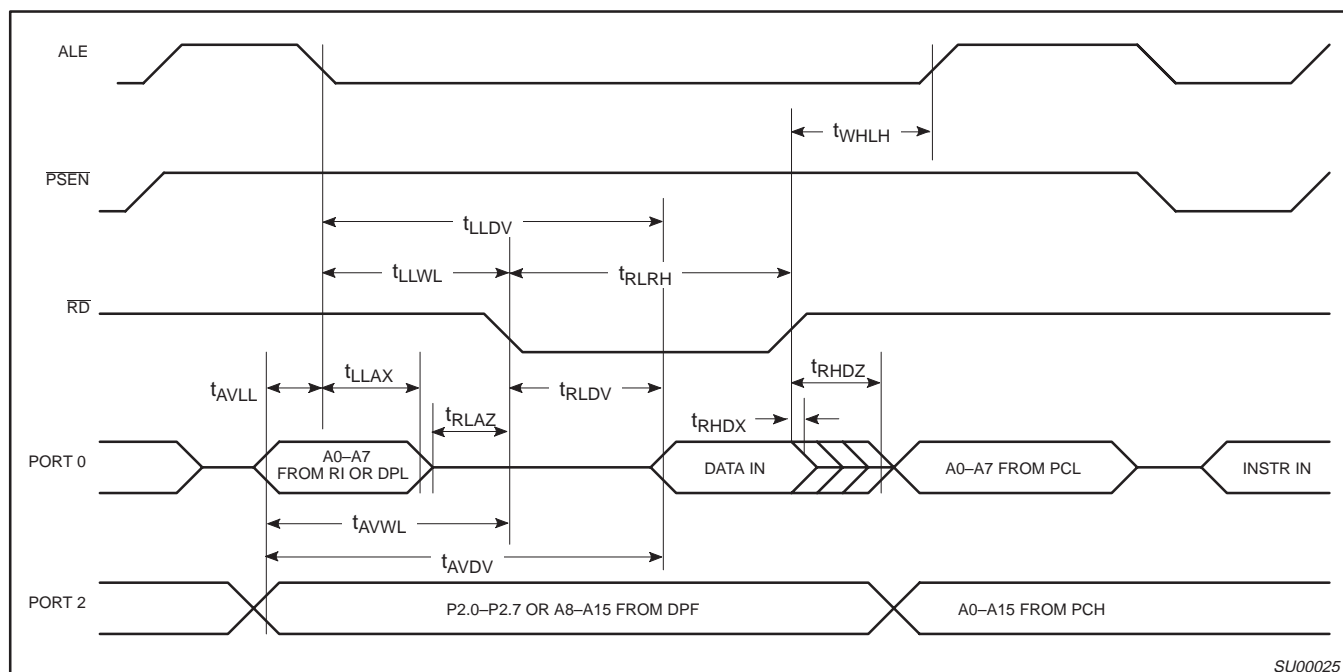 ALE
tWHLH
PSEN
tLLDV
tLLWL
tRLRH
RD
tAVLL
tLLAX
tRLAZ
tRLDV
tRHDZ
tRHDX
PORT 0
A0–A7
FROM RI OR DPL
DATA IN
A0–A7 FROM PCL
INSTR IN
tAVWL
tAVDV
PORT 2
P2.0–P2.7 OR A8–A15 FROM DPF
A0–A15 FROM PCH
SU00025